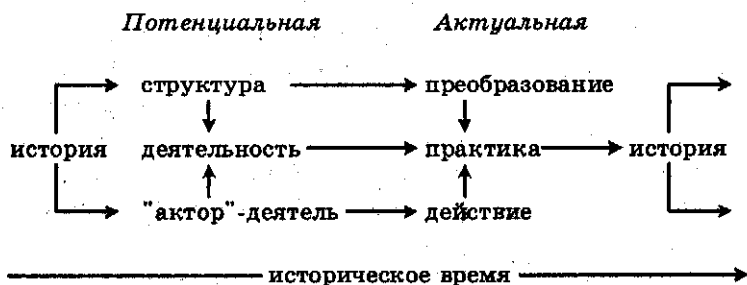 Потенциальная Актуальная
структура преобразование
история деятельность практика история
"актор"-деятель действие
историческое время